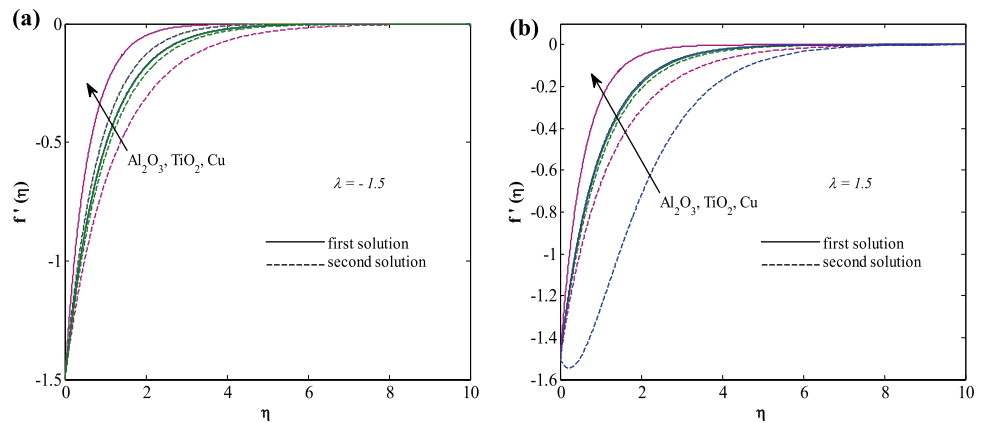 (a)
0
-0.5
-1
-1.5
0 2 4 6 8 10
f ' (η)
η
Al2O3, TiO2, Cu
λ = - 1.5
first solution
second solution
(b)
0
-0.2
-0.4
-0.6
-0.8
-1
-1.2
-1.4
-1.6
0 2 4 6 8 10
f ' (η)
η
Al2O3, TiO2, Cu
λ = 1.5
first solution
second solution